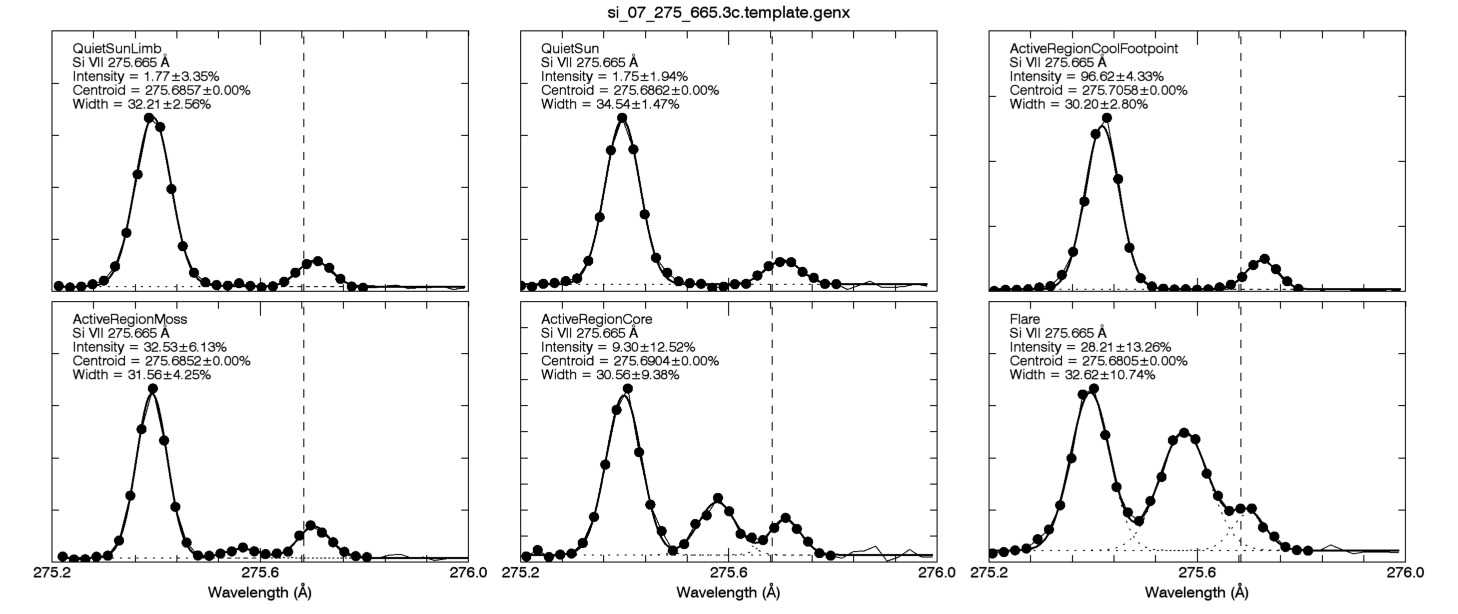 si_07_275_665.3c.template.genx
QuietSunLimb
Si VII 275.665 Å
Intensity = 1.77±3.35%
Centroid = 275.6857±0.00%
Width = 32.21±2.56%
QuietSun
Si VII 275.665 Å
Intensity = 1.75±1.94%
Centroid = 275.6862±0.00%
Width = 34.54±1.47%
ActiveRegionCoolFootpoint
Si VII 275.665 Å
Intensity = 96.62±4.33%
Centroid = 275.7058±0.00%
Width = 30.20±2.80%
ActiveRegionMoss
Si VII 275.665 Å
Intensity = 32.53±6.13%
Centroid = 275.6852±0.00%
Width = 31.56±4.25%
ActiveRegionCore
Si VII 275.665 Å
Intensity = 9.30±12.52%
Centroid = 275.6904±0.00%
Width = 30.56±9.38%
Flare
Si VII 275.665 Å
Intensity = 28.21±13.26%
Centroid = 275.6805±0.00%
Width = 32.62±10.74%
275.2 275.6 276.0
Wavelength (Å)
275.2 275.6 276.0
Wavelength (Å)
275.2 275.6 276.0
Wavelength (Å)